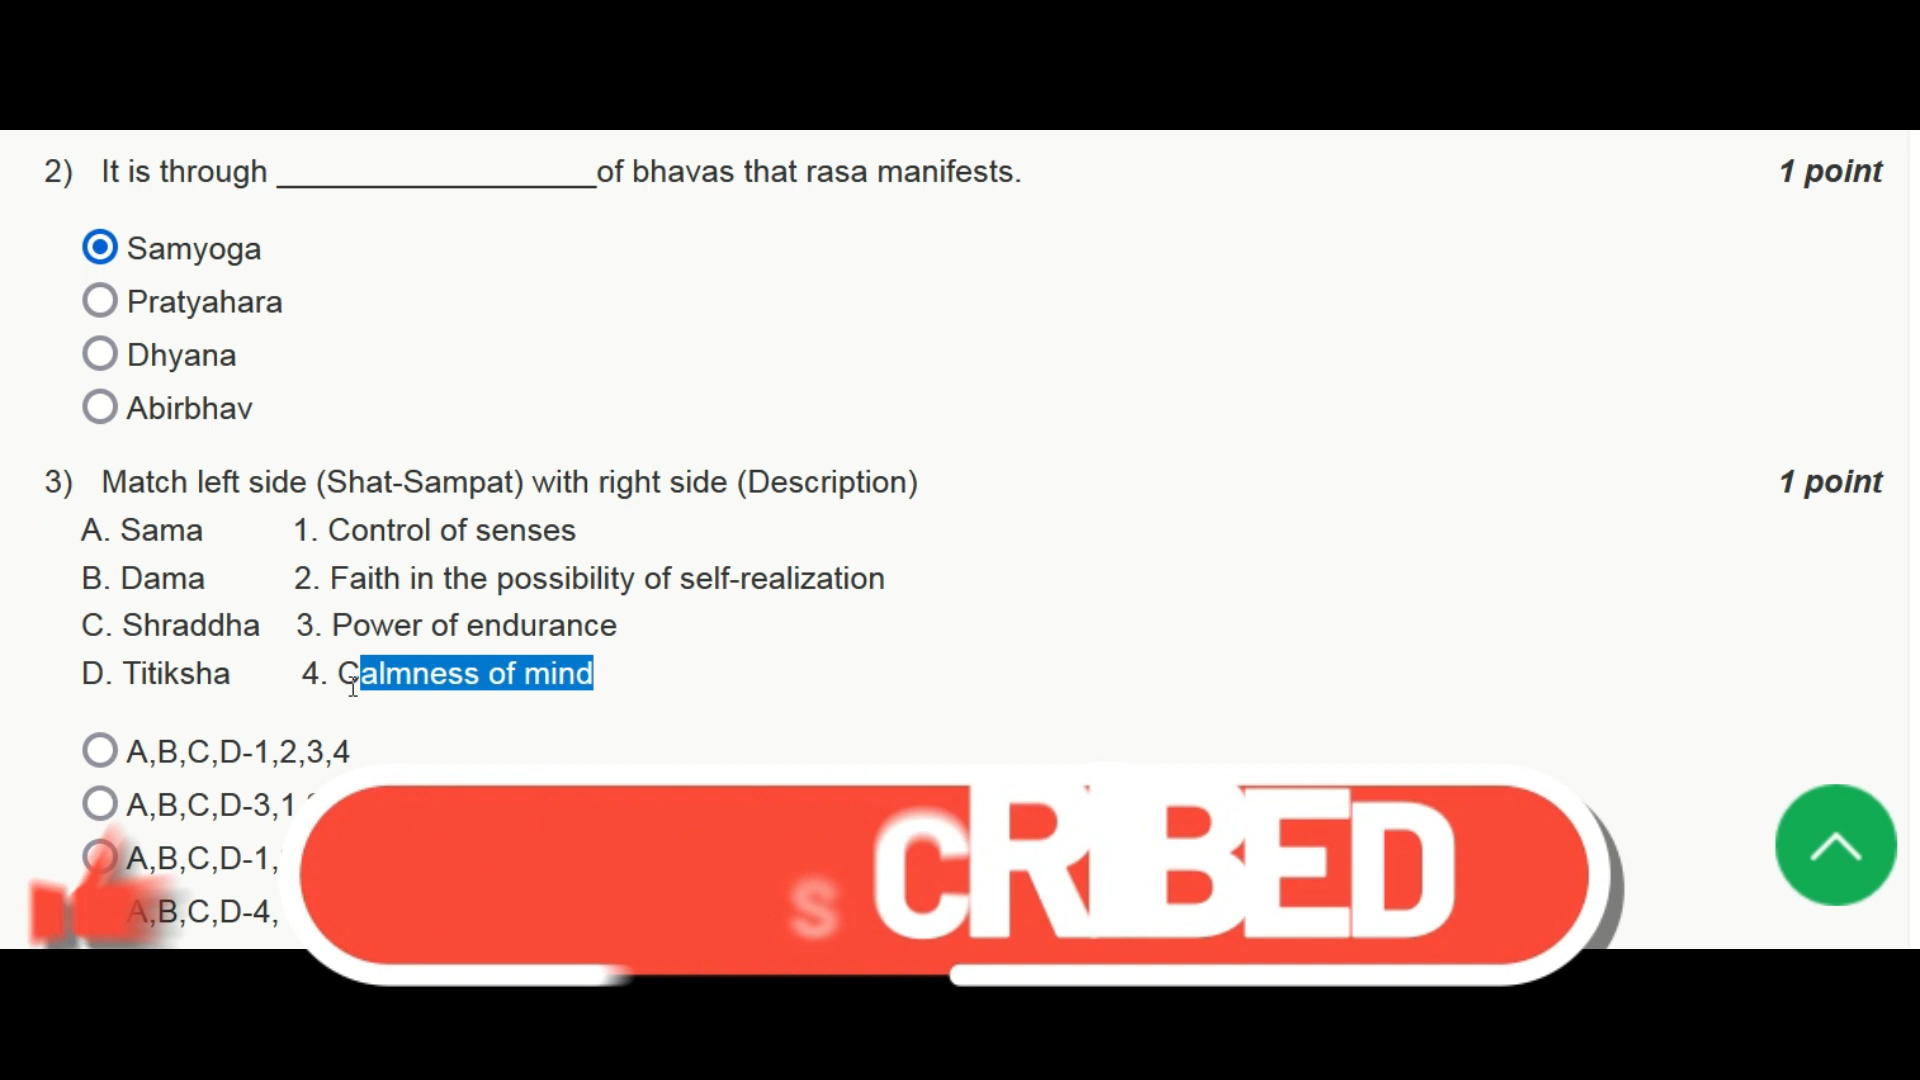 2) It is through ___________________of bhavas that rasa manifests. 1 point
Samyoga
Pratyahara
Dhyana
Abirbhav
3) Match left side (Shat-Sampat) with right side (Description) 1 point
A. Sama 1. Control of senses
B. Dama 2. Faith in the possibility of self-realization
C. Shraddha 3. Power of endurance
D. Titiksha 4. Calmness of mind
A,B,C,D-1,2,3,4
A,B,C,D-3,1
A,B,C,D-1,
A,B,C,D-4,
S CRIBED